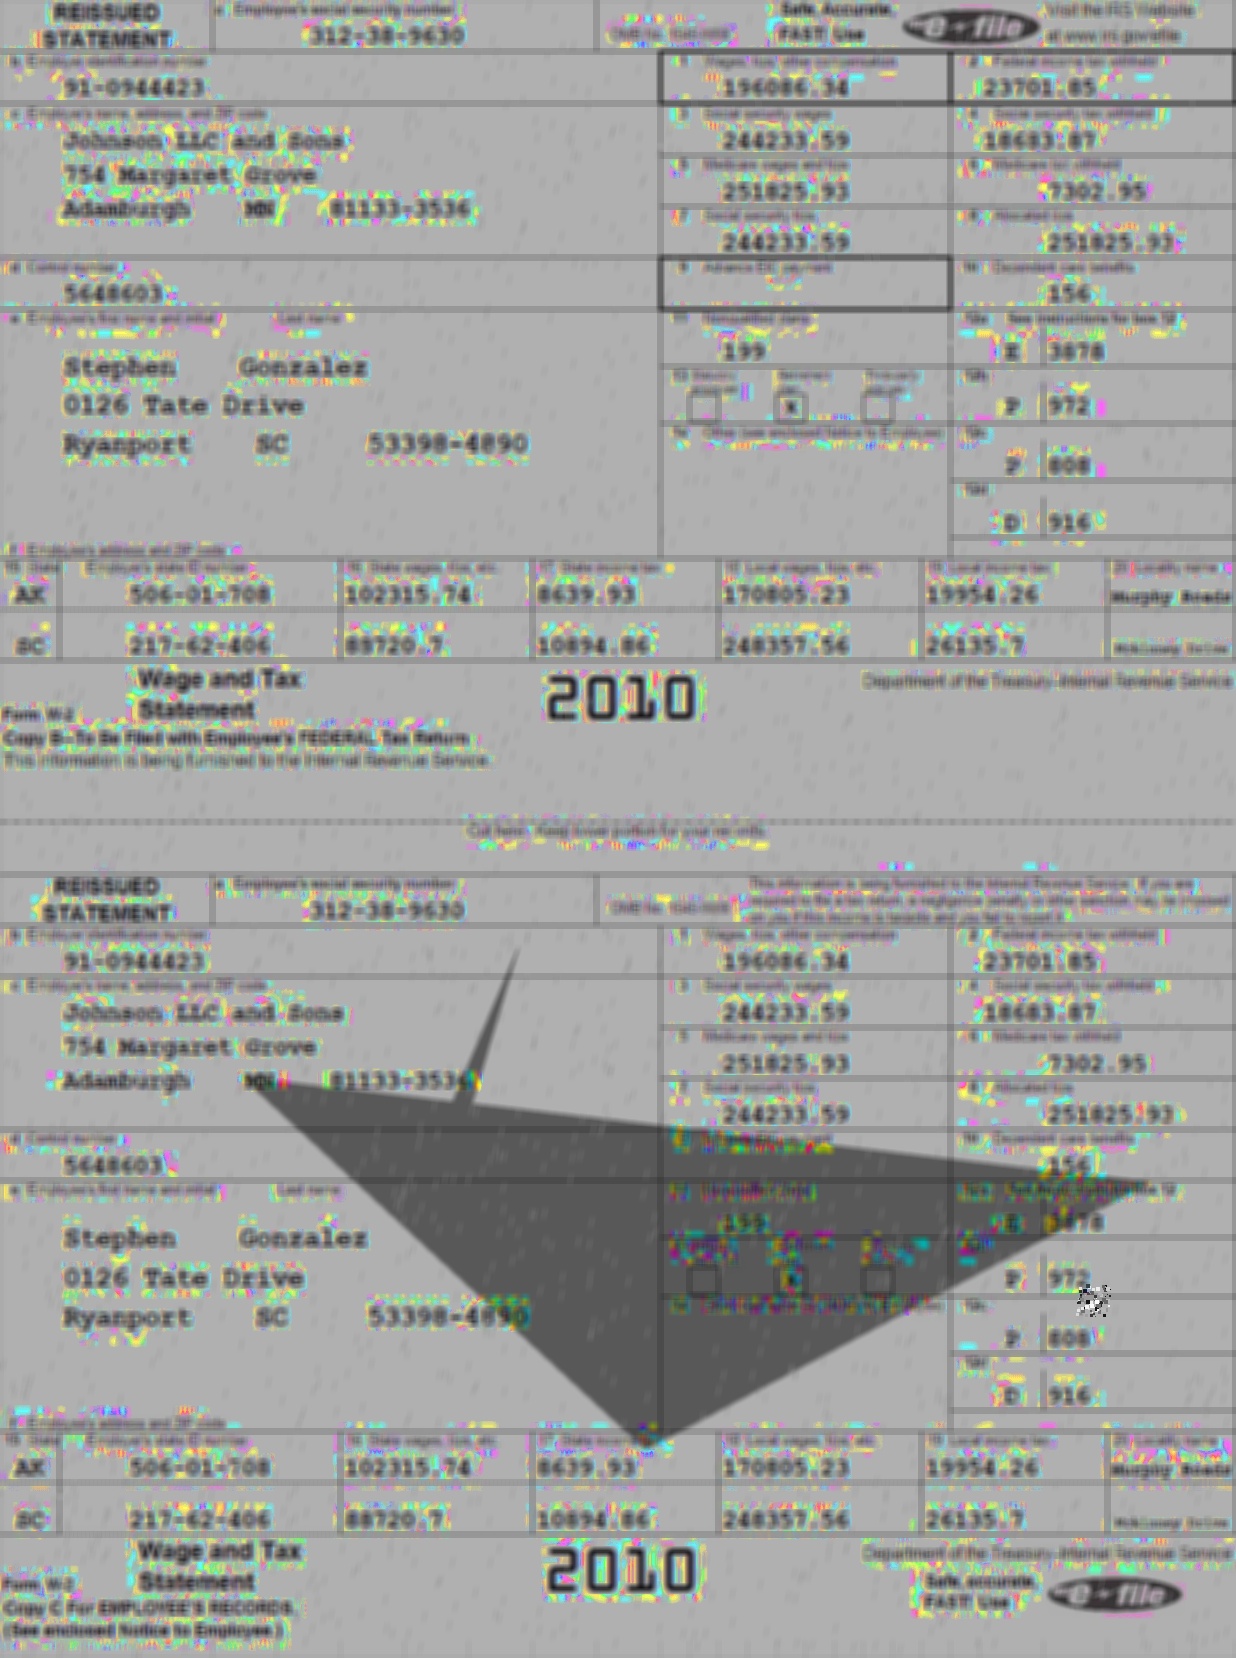 REISSUED STATEMENT
a Employee's social security number
312-38-9630
OMB No. 1545-0008
Safe, Accurate, FAST! Use
e file
Visit the IRS Website at www.irs.gov/efile
b Employer identification number
91-0944423
1 Wages, tips, other compensation
196086.34
2 Federal income tax withheld
23701.85
c Employer's name, address, and ZIP code
Johnson LLC and Sons
754 Margaret Grove
Adamburgh MN 81133-3536
3 Social security wages
244233.59
4 Social security tax withheld
18683.87
5 Medicare wages and tips
251825.93
6 Medicare tax withheld
7302.95
7 Social security tips
244233.59
8 Allocated tips
251825.93
d Control number
5648603
9 Advance EIC payment
10 Dependent care benefits
156
e Employee's first name and initial Last name
Stephen Gonzalez
0126 Tate Drive
Ryanport SC 53398-4890
11 Nonqualified plans
199
12a See instructions for box 12
E 3878
X
12b
P 972
14 Other (see enclosed Notice to Employee)
12c
P 808
12d
D 916
f Employee's address and ZIP code
15 State Employer's state ID number 16 State wages, tips, etc. 17 State income tax 18 Local wages, tips, etc. 19 Local income tax 20 Locality name
AK 506-01-708 102315.74 8639.93 170805.23 19954.26 Murphy Roads
SC 217-62-406 88720.7 10894.86 248357.56 26135.7
Form W-2 Wage and Tax Statement
2010
Department of the Treasury-Internal Revenue Service
Copy B-To Be Filed with Employee's FEDERAL Tax Return
This information is being furnished to the Internal Revenue Service.
Cut here. Keep lower portion for your records.
REISSUED STATEMENT
a Employee's social security number
312-38-9630
OMB No. 1545-0008
This information is being furnished to the Internal Revenue Service. If you are
required to file a tax return, a negligence penalty or other sanction may be imposed
on you if this income is taxable and you fail to report it.
b Employer identification number
91-0944423
1 Wages, tips, other compensation
196086.34
2 Federal income tax withheld
23701.85
c Employer's name, address, and ZIP code
Johnson LLC and Sons
754 Margaret Grove
Adamburgh MN 81133-3536
3 Social security wages
244233.59
4 Social security tax withheld
18683.87
5 Medicare wages and tips
251825.93
6 Medicare tax withheld
7302.95
7 Social security tips
244233.59
8 Allocated tips
251825.93
d Control number
5648603
10 Dependent care benefits
156
e Employee's first name and initial Last name
Stephen Gonzalez
0126 Tate Drive
Ryanport SC 53398-4890
199
E 3878
X
P 972
12c
P 808
12d
D 916
f Employee's address and ZIP code
15 State Employer's state ID number 16 State wages, tips, etc. 17 State income tax 18 Local wages, tips, etc. 19 Local income tax 20 Locality name
AK 506-01-708 102315.74 8639.93 170805.23 19954.26 Murphy Roads
SC 217-62-406 88720.7 10894.86 248357.56 26135.7
Form W-2 Wage and Tax Statement
2010
Department of the Treasury-Internal Revenue Service
Copy C For EMPLOYEE'S RECORDS.
(See enclosed Notice to Employee.)
Safe, accurate, FAST! Use
e file